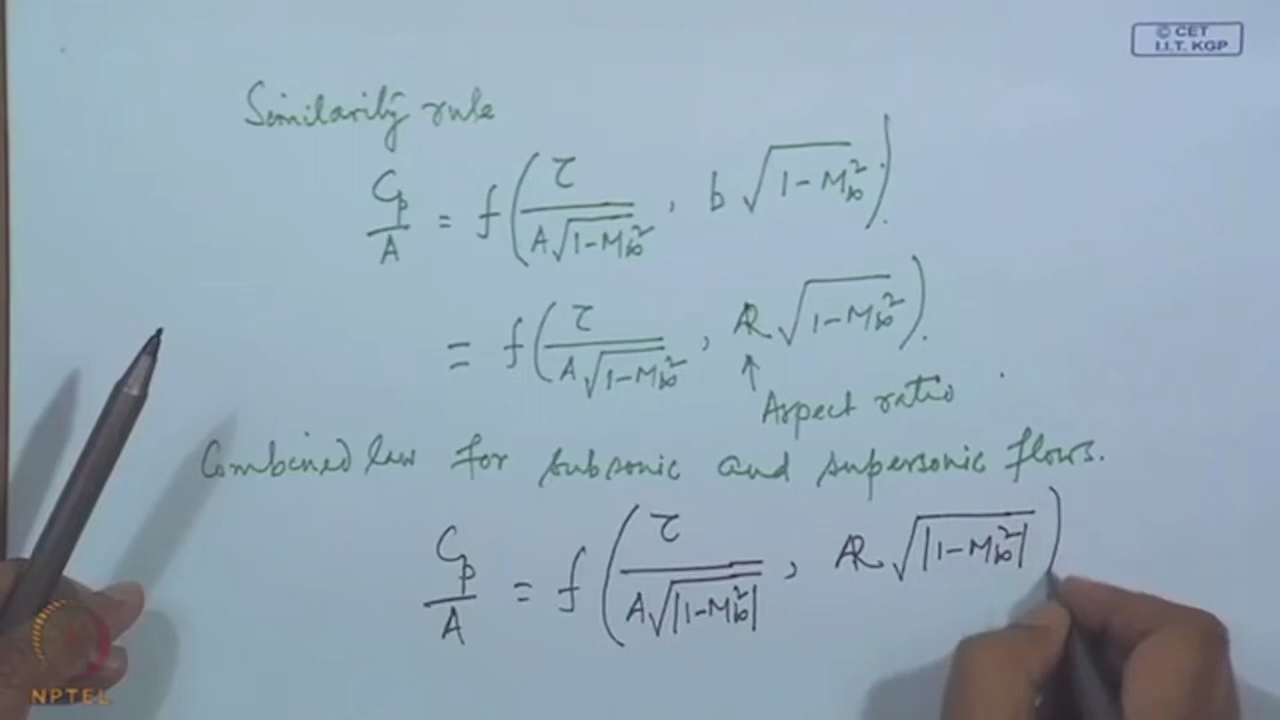 © CET
I.I.T. KGP
Similarity rule
Cp/A = f(τ/(A√(1-M∞²)), b√(1-M∞²)).
= f(τ/(A√(1-M∞²)), AR√(1-M∞²)).
↑
Aspect ratio
Combined law for subsonic and supersonic flows.
Cp/A = f(τ/(A√|1-M∞²|), AR√|1-M∞²|)
NPTEL